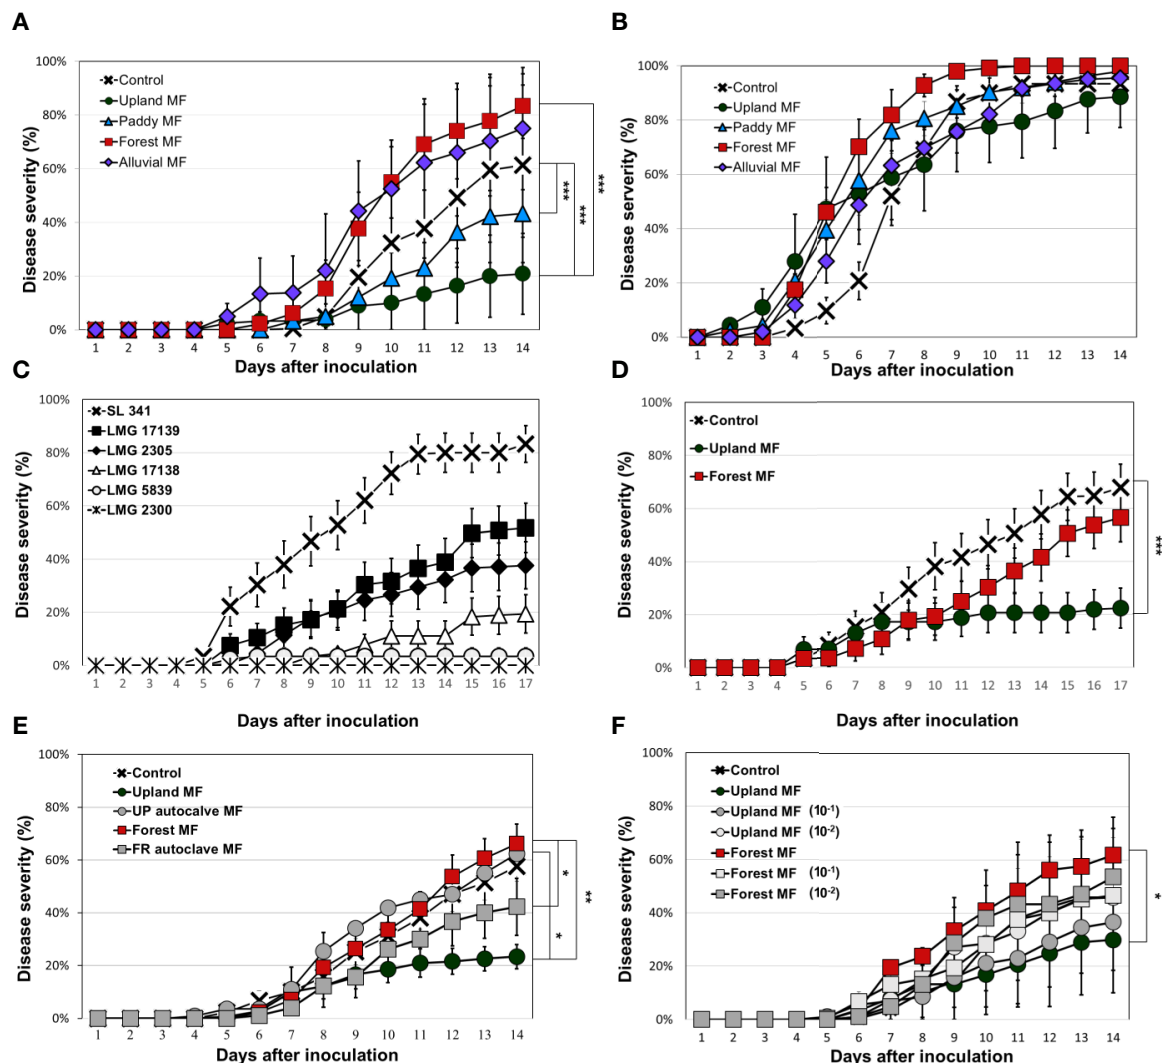 A
Disease severity (%)
100%
80%
60%
40%
20%
0%
Control
Upland MF
Paddy MF
Forest MF
Alluvial MF
***
***
***
1 2 3 4 5 6 7 8 9 10 11 12 13 14
Days after inoculation
B
Disease severity (%)
100%
80%
60%
40%
20%
0%
Control
Upland MF
Paddy MF
Forest MF
Alluvial MF
1 2 3 4 5 6 7 8 9 10 11 12 13 14
Days after inoculation
C
Disease severity (%)
100%
80%
60%
40%
20%
0%
SL 341
LMG 17139
LMG 2305
LMG 17138
LMG 5839
LMG 2300
1 2 3 4 5 6 7 8 9 10 11 12 13 14 15 16 17
Days after inoculation
D
Disease severity (%)
100%
80%
60%
40%
20%
0%
Control
Upland MF
Forest MF
***
1 2 3 4 5 6 7 8 9 10 11 12 13 14 15 16 17
Days after inoculation
E
Disease severity (%)
100%
80%
60%
40%
20%
0%
Control
Upland MF
UP autocalve MF
Forest MF
FR autoclave MF
*
*
**
1 2 3 4 5 6 7 8 9 10 11 12 13 14
Days after inoculation
F
Disease severity (%)
100%
80%
60%
40%
20%
0%
Control
Upland MF
Upland MF (10⁻¹)
Upland MF (10⁻²)
Forest MF
Forest MF (10⁻¹)
Forest MF (10⁻²)
*
1 2 3 4 5 6 7 8 9 10 11 12 13 14
Days after inoculation